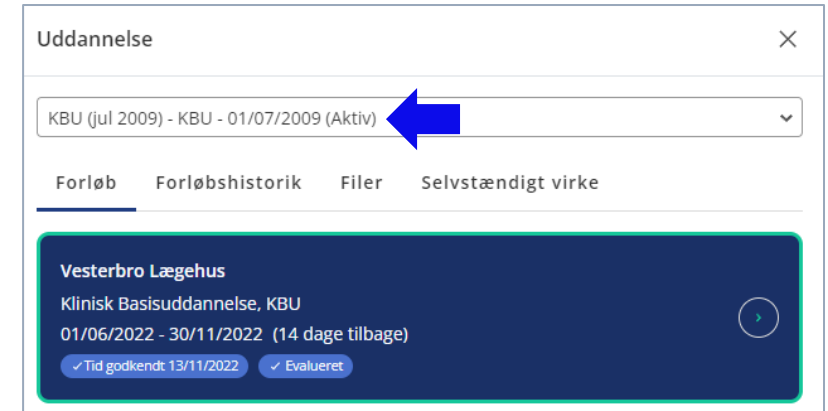 Uddannelse
KBU (jul 2009) - KBU - 01/07/2009 (Aktiv)
Forløb Forløbshistorik Filer Selvstændigt virke
Vesterbro Lægehus
Klinisk Basisuddannelse, KBU
01/06/2022 - 30/11/2022 (14 dage tilbage)
✓Tid godkendt 13/11/2022 ✓ Evalueret